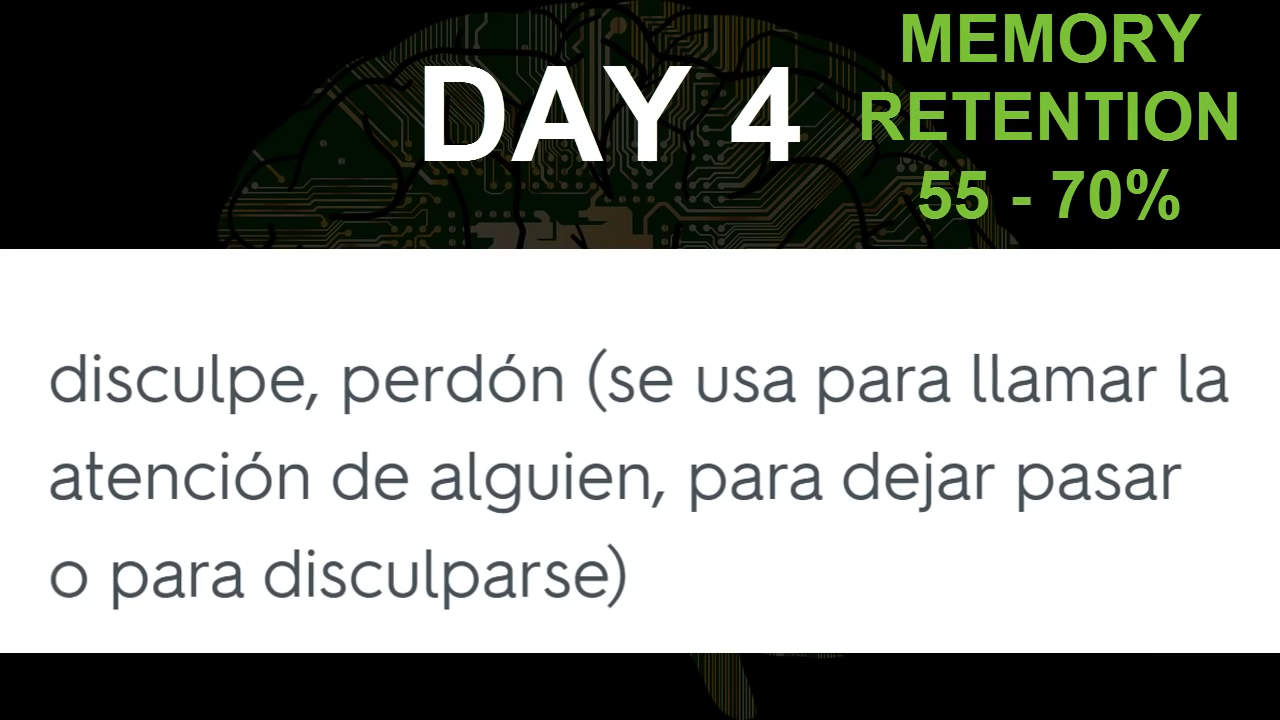 DAY 4
MEMORY
RETENTION
55 - 70%
disculpe, perdón (se usa para llamar la
atención de alguien, para dejar pasar
o para disculparse)